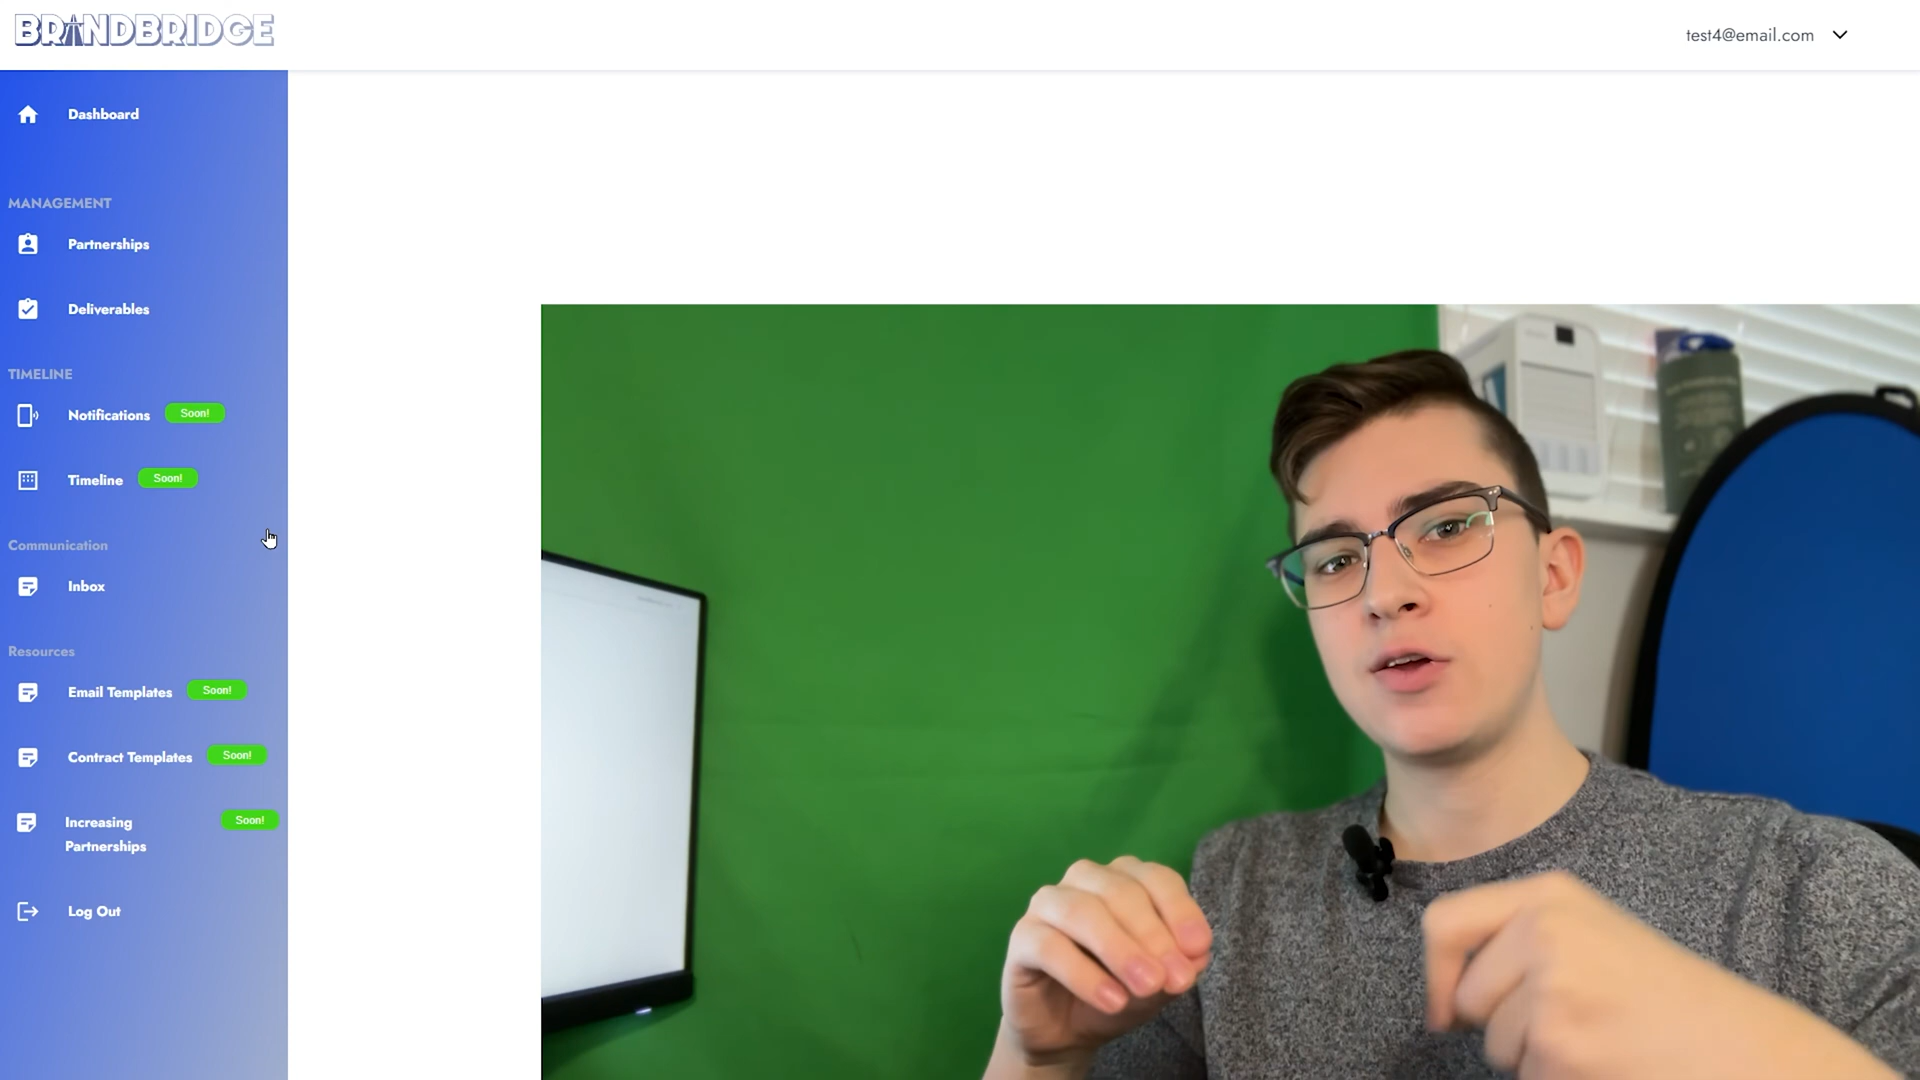 BRANDBRIDGE
test4@email.com
Dashboard
MANAGEMENT
Partnerships
Deliverables
TIMELINE
Notifications Soon!
Timeline Soon!
Communication
Inbox
Resources
Email Templates Soon!
Contract Templates Soon!
Increasing Soon!
Partnerships
Log Out